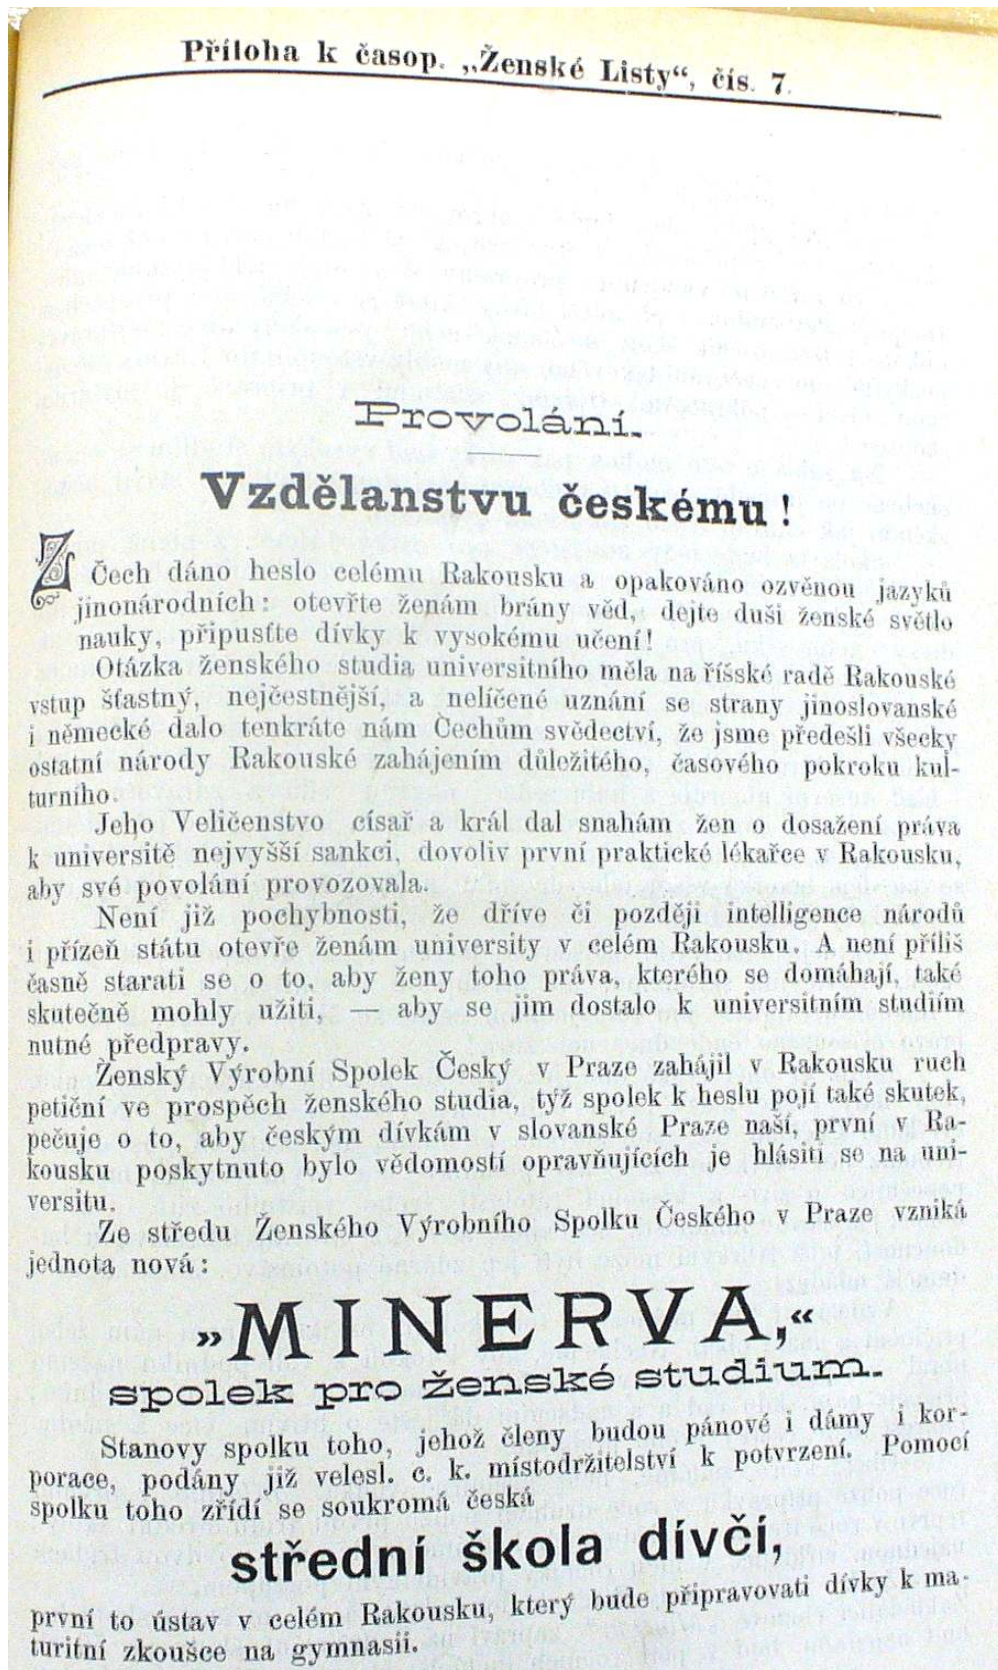 Příloha k časop. „Ženské Listy“, čís. 7.
Provolání.
Vzdělanstvu českému!
Z Čech dáno heslo celému Rakousku a opakováno ozvěnou jazyků
jinonárodních: otevřte ženám brány věd, dejte duši ženské světlo
nauky, připusťte dívky k vysokému učení!
Otázka ženského studia universitního měla na říšské radě Rakouské
vstup šťastný, nejčestnější, a nelíčené uznání se strany jinoslovanské
i německé dalo tenkráte nám Čechům svědectví, že jsme předešli všecky
ostatní národy Rakouské zahájením důležitého, časového pokroku kul-
turního.
Jeho Veličenstvo císař a král dal snahám žen o dosažení práva
k universitě nejvyšší sankci, dovoliv první praktické lékařce v Rakousku,
aby své povolání provozovala.
Není již pochybnosti, že dříve či později intelligence národů
i přízeň státu otevře ženám university v celém Rakousku. A není příliš
časně starati se o to, aby ženy toho práva, kterého se domáhají, také
skutečně mohly užiti, — aby se jim dostalo k universitním studiím
nutné předpravy.
Ženský Výrobní Spolek Český v Praze zahájil v Rakousku ruch
petiční ve prospěch ženského studia, týž spolek k heslu pojí také skutek,
pečuje o to, aby českým dívkám v slovanské Praze naší, první v Ra-
kousku poskytnuto bylo vědomostí opravňujících je hlásiti se na uni-
versitu.
Ze středu Ženského Výrobního Spolku Českého v Praze vzniká
jednota nová:
»MINERVA,«
spolek pro ženské studium.
Stanovy spolku toho, jehož členy budou pánové i dámy i kor-
porace, podány již velesl. c. k. místodržitelství k potvrzení. Pomocí
spolku toho zřídí se soukromá česká
střední škola dívčí,
první to ústav v celém Rakousku, který bude připravovati dívky k ma-
turitní zkoušce na gymnasii.